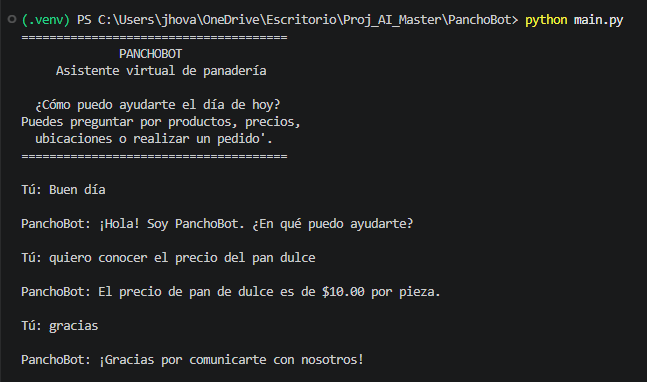 (.venv) PS C:\Users\jhova\OneDrive\Escritorio\Proj_AI_Master\PanchoBot> python main.py
======================================
PANCHOBOT
Asistente virtual de panadería
¿Cómo puedo ayudarte el día de hoy?
Puedes preguntar por productos, precios,
ubicaciones o realizar un pedido'.
======================================
Tú: Buen día
PanchoBot: ¡Hola! Soy PanchoBot. ¿En qué puedo ayudarte?
Tú: quiero conocer el precio del pan dulce
PanchoBot: El precio de pan de dulce es de $10.00 por pieza.
Tú: gracias
PanchoBot: ¡Gracias por comunicarte con nosotros!